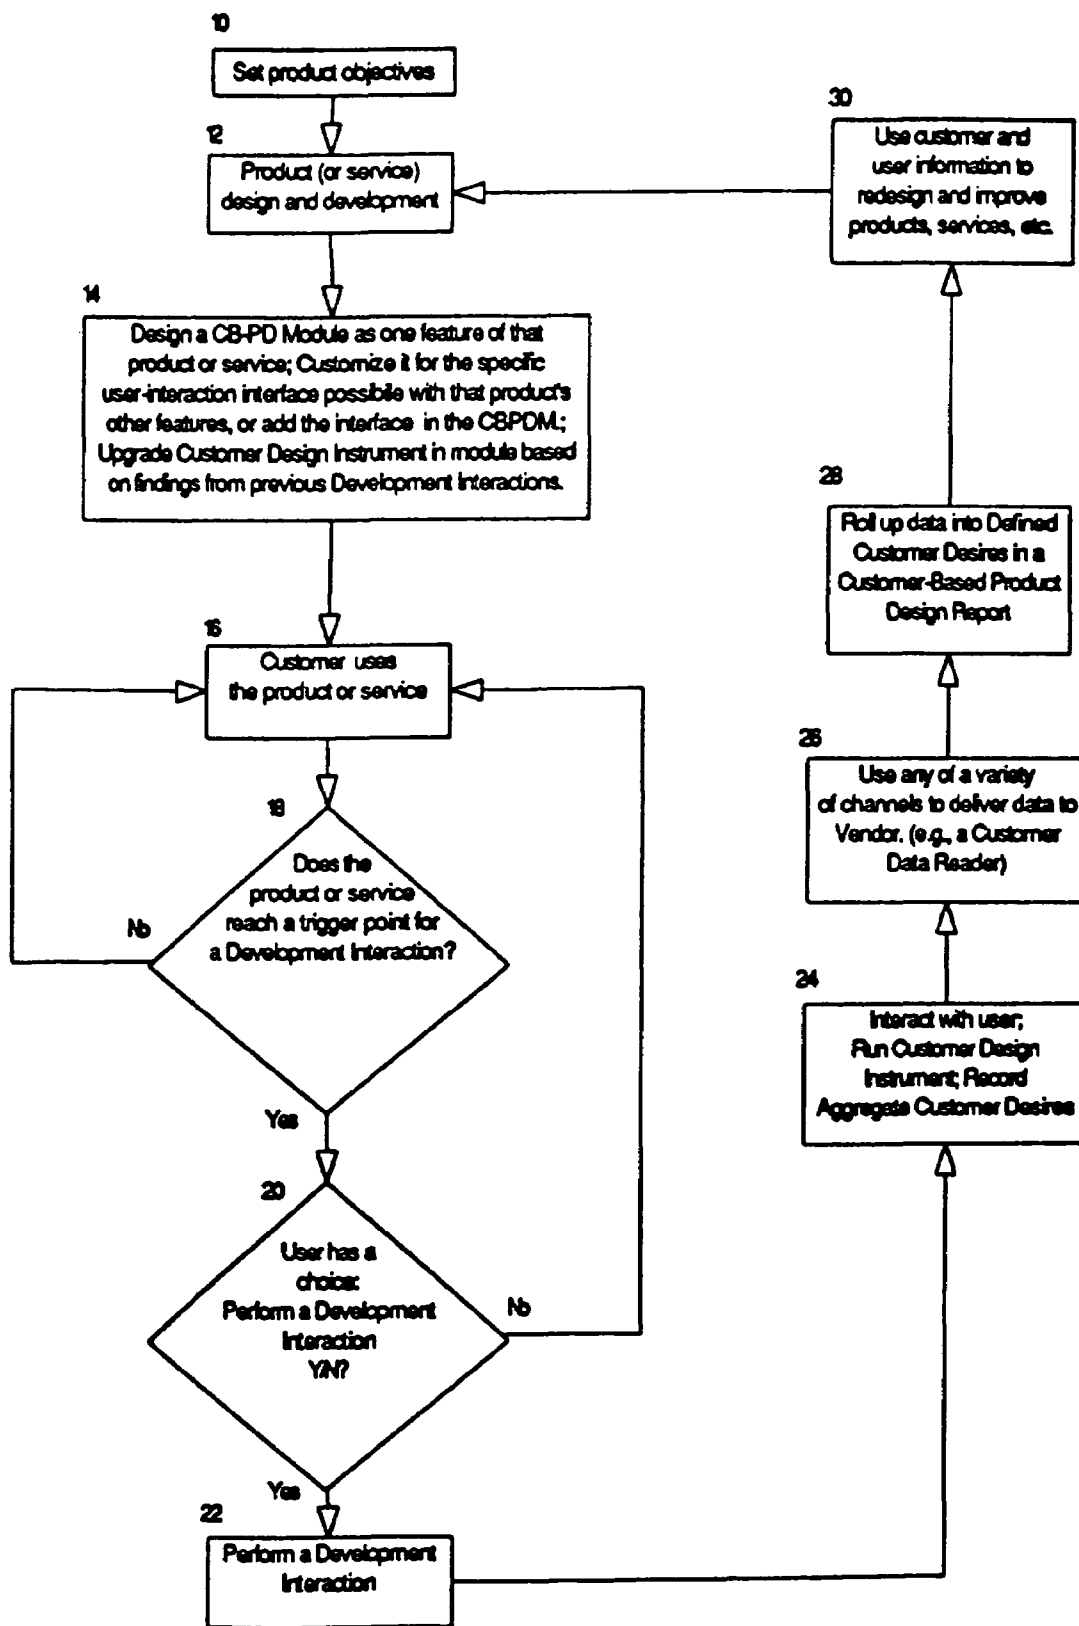 10
Set product objectives
12
Product (or service)
design and development
14
Design a CB-PD Module as one feature of that
product or service; Customize it for the specific
user-interaction interface possibile with that product's
other features, or add the interface in the CBPDM.;
Upgrade Customer Design Instrument in module based
on findings from previous Development Interactions.
16
Customer uses
the product or service
18
Does the
product or service
reach a trigger point for
a Development Interaction?
No
Yes
20
User has a
choice:
Perform a Development
Interaction
Y/N?
No
Yes
22
Perform a Development
Interaction
24
Interact with user;
Run Customer Design
Instrument; Record
Aggregate Customer Desires
26
Use any of a variety
of channels to deliver data to
Vendor. (e.g., a Customer
Data Reader)
28
Roll up data into Defined
Customer Desires in a
Customer-Based Product
Design Report
30
Use customer and
user information to
redesign and improve
products, services, etc.